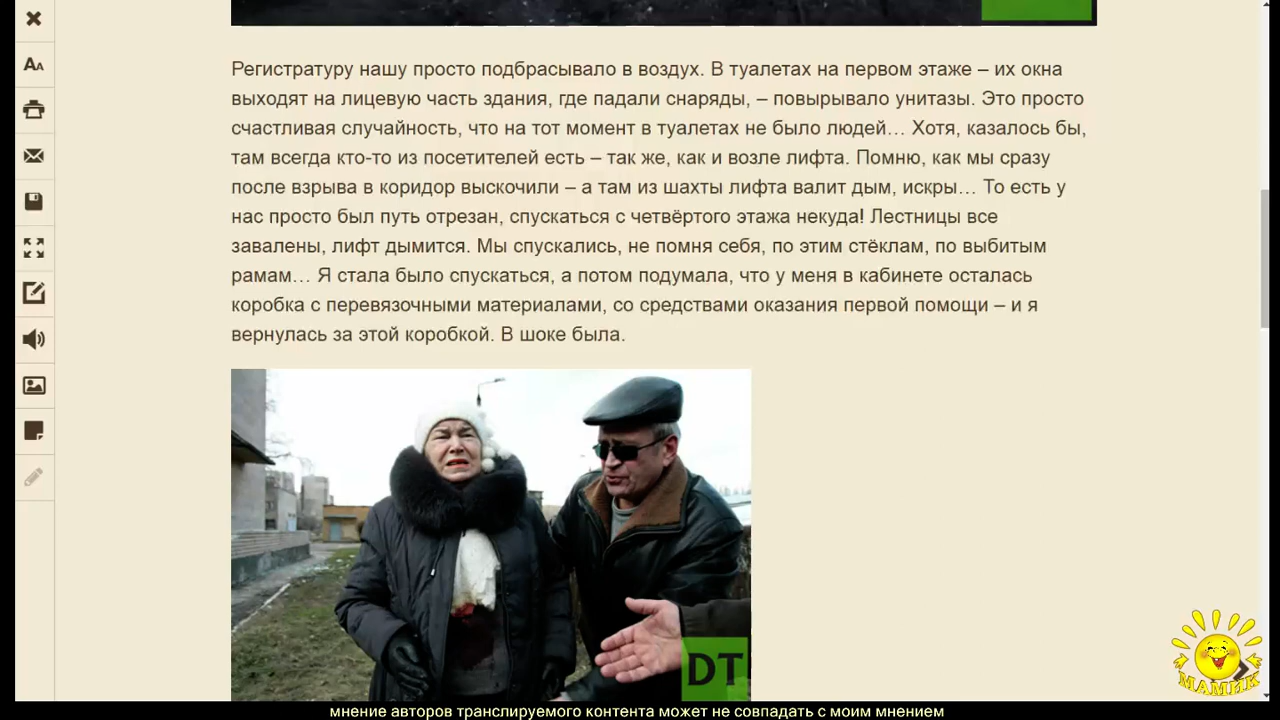 Регистратуру нашу просто подбрасывало в воздух. В туалетах на первом этаже – их окна
выходят на лицевую часть здания, где падали снаряды, – повырывало унитазы. Это просто
счастливая случайность, что на тот момент в туалетах не было людей… Хотя, казалось бы,
там всегда кто-то из посетителей есть – так же, как и возле лифта. Помню, как мы сразу
после взрыва в коридор выскочили – а там из шахты лифта валит дым, искры… То есть у
нас просто был путь отрезан, спускаться с четвёртого этажа некуда! Лестницы все
завалены, лифт дымится. Мы спускались, не помня себя, по этим стёклам, по выбитым
рамам… Я стала было спускаться, а потом подумала, что у меня в кабинете осталась
коробка с перевязочными материалами, со средствами оказания первой помощи – и я
вернулась за этой коробкой. В шоке была.
DT
МАМИК
мнение авторов транслируемого контента может не совпадать с моим мнением